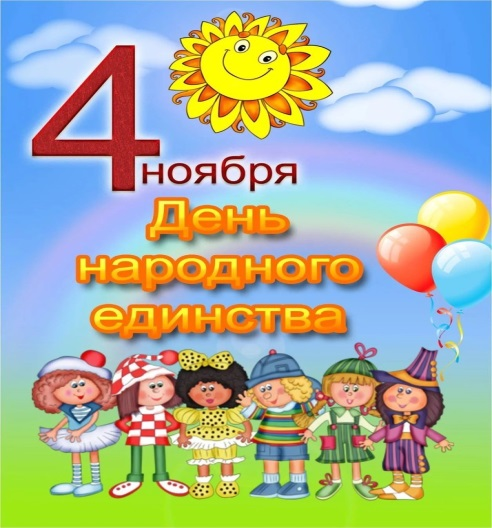 4
ноября
День
народного
единства